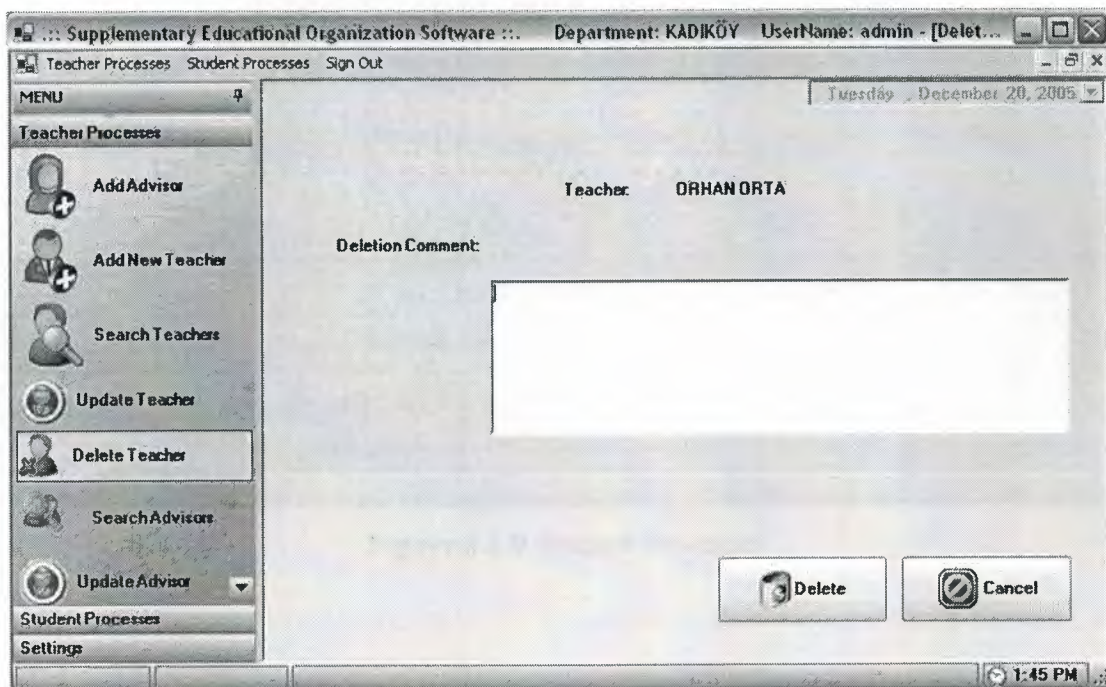 .:: Supplementary Educational Organization Software ::. Department: KADIKÖY UserName: admin - [Delet...
Teacher Processes Student Processes Sign Out
MENU
Tuesday , December 20, 2005
Teacher Processes
Add Advisor
Add New Teacher
Search Teachers
Update Teacher
Delete Teacher
Search Advisors
Update Advisor
Student Processes
Settings
Teacher: ORHAN ORTA
Deletion Comment:
Delete
Cancel
1:45 PM